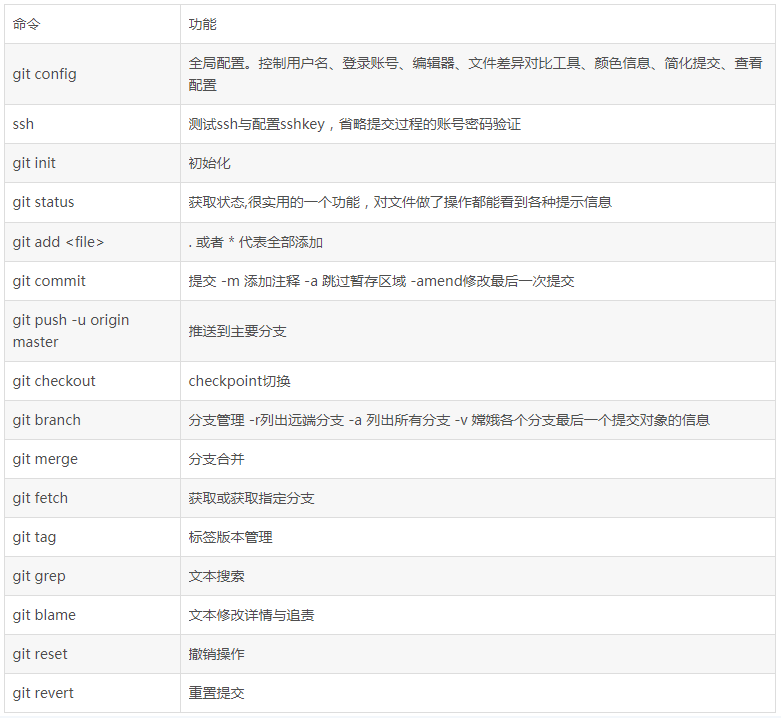 命令 功能
git config 全局配置。控制用户名、登录账号、编辑器、文件差异对比工具、颜色信息、简化提交、查看
配置
ssh 测试ssh与配置sshkey，省略提交过程的账号密码验证
git init 初始化
git status 获取状态,很实用的一个功能，对文件做了操作都能看到各种提示信息
git add <file> . 或者 * 代表全部添加
git commit 提交 -m 添加注释 -a 跳过暂存区域 -amend修改最后一次提交
git push -u origin
master 推送到主要分支
git checkout checkpoint切换
git branch 分支管理 -r列出远端分支 -a 列出所有分支 -v 嫦娥各个分支最后一个提交对象的信息
git merge 分支合并
git fetch 获取或获取指定分支
git tag 标签版本管理
git grep 文本搜索
git blame 文本修改详情与追责
git reset 撤销操作
git revert 重置提交